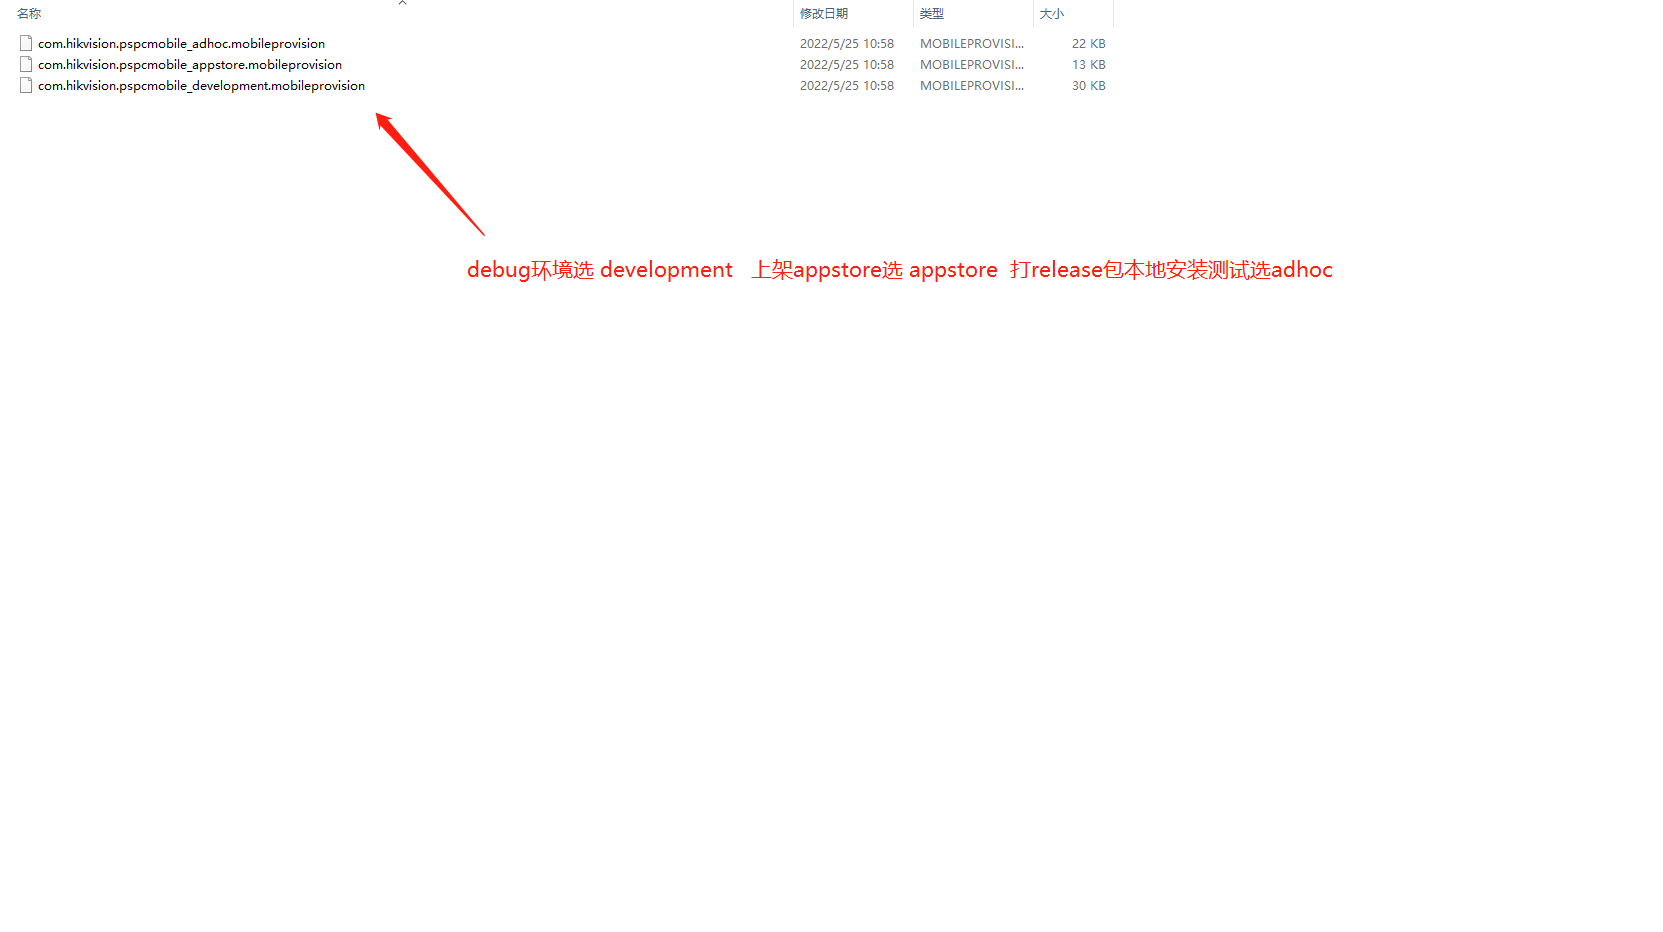 名称 修改日期 类型 大小
com.hikvision.pspcmobile_adhoc.mobileprovision 2022/5/25 10:58 MOBILEPROVISI... 22 KB
com.hikvision.pspcmobile_appstore.mobileprovision 2022/5/25 10:58 MOBILEPROVISI... 13 KB
com.hikvision.pspcmobile_development.mobileprovision 2022/5/25 10:58 MOBILEPROVISI... 30 KB
debug环境选 development 上架appstore选 appstore 打release包本地安装测试选adhoc